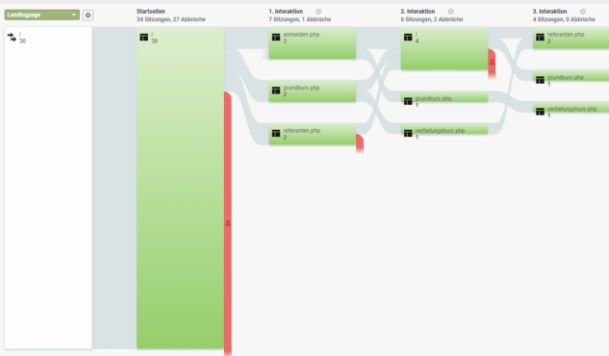 Landingpage
Startseiten
34 Sitzungen, 27 Abbrüche
1. Interaktion
7 Sitzungen, 1 Abbrüche
2. Interaktion
6 Sitzungen, 2 Abbrüche
3. Interaktion
4 Sitzungen, 0 Abbrüche
/
30
/
30
anmelden.php
3
grundkurs.php
2
referenten.php
2
/
4
grundkurs.php
1
vertiefungskurs.php
1
referenten.php
2
grundkurs.php
1
vertiefungskurs.php
1